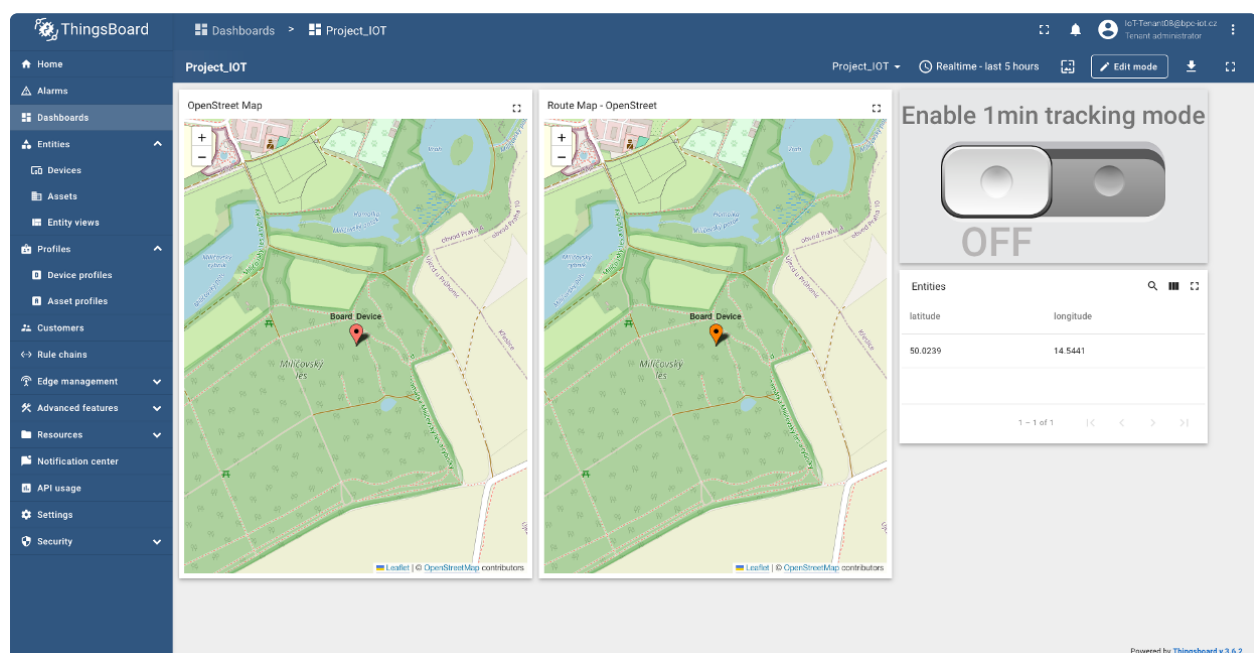 ThingsBoard
Dashboards > Project_IOT
IoT-Tenant08@bpc-iot.cz
Tenant administrator
Home
Project_IOT
Project_IOT
Realtime - last 5 hours
Edit mode
Alarms
Dashboards
Entities
Devices
Assets
Entity views
Profiles
Device profiles
Asset profiles
Customers
Rule chains
Edge management
Advanced features
Resources
Notification center
API usage
Settings
Security
OpenStreet Map
+
−
Board_Device
Milíčovský
les
Leaflet | © OpenStreetMap contributors
Route Map - OpenStreet
+
−
Board_Device
Milíčovský
les
Leaflet | © OpenStreetMap contributors
Enable 1min tracking mode
OFF
Entities
latitude longitude
50.0239 14.5441
1 – 1 of 1
Powered by Thingsboard v.3.6.2